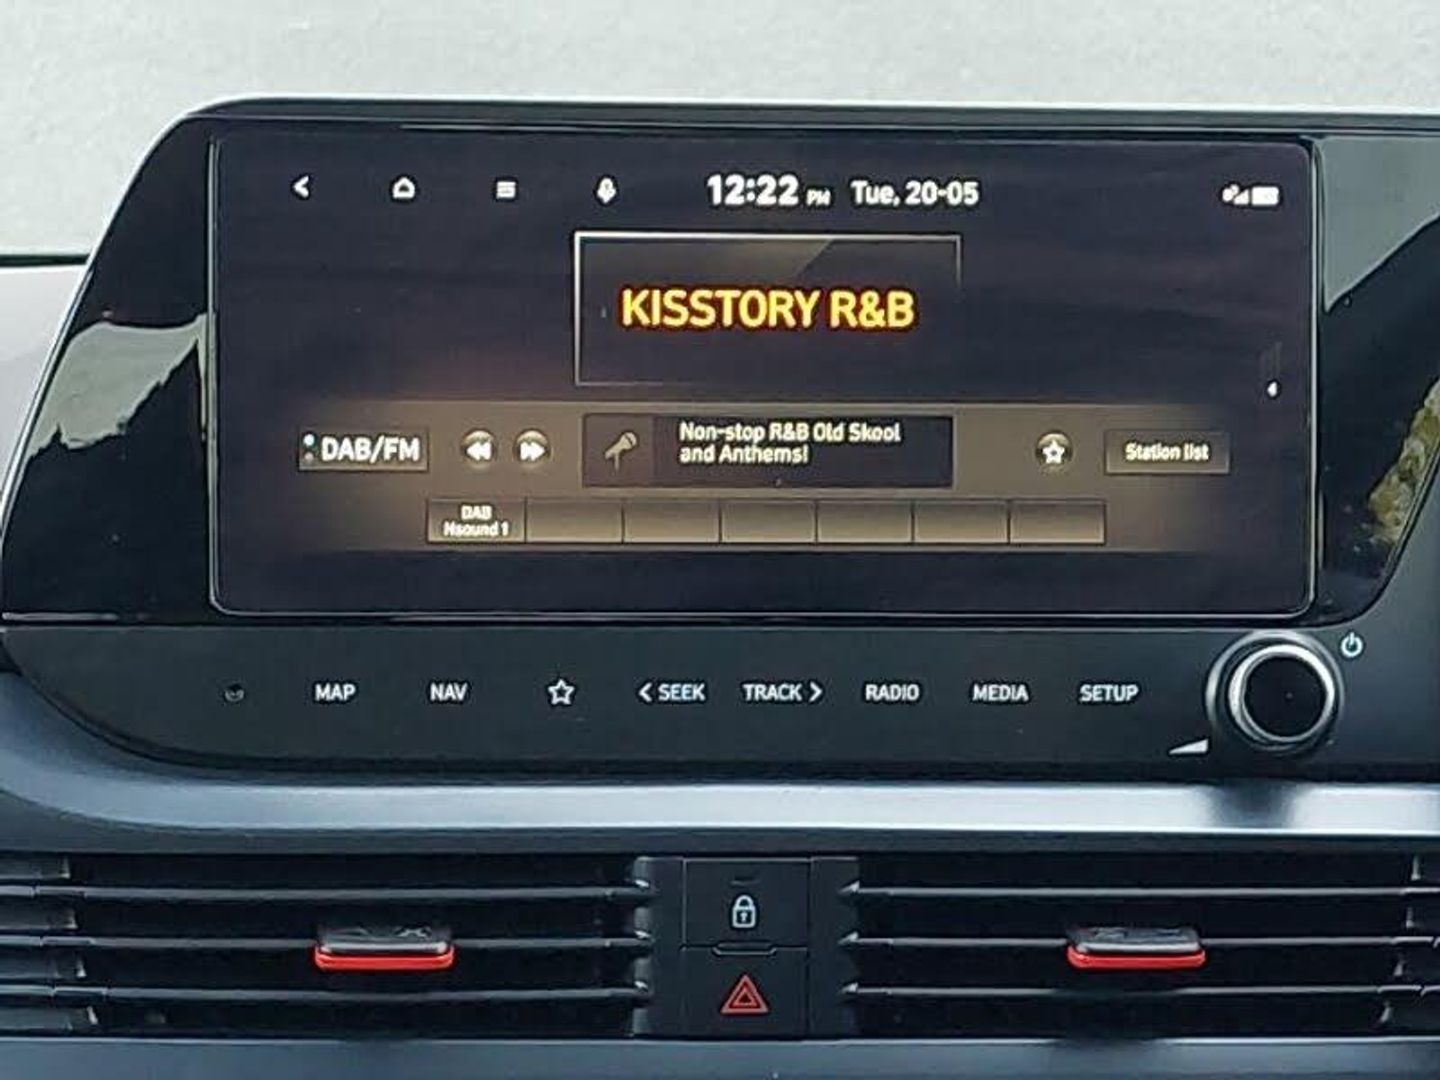 12:22 PM Tue, 20-05
KISSTORY R&B
DAB/FM
Non-stop R&B Old Skool
and Anthems!
Station list
DAB
Nsound 1
MAP NAV SEEK TRACK RADIO MEDIA SETUP